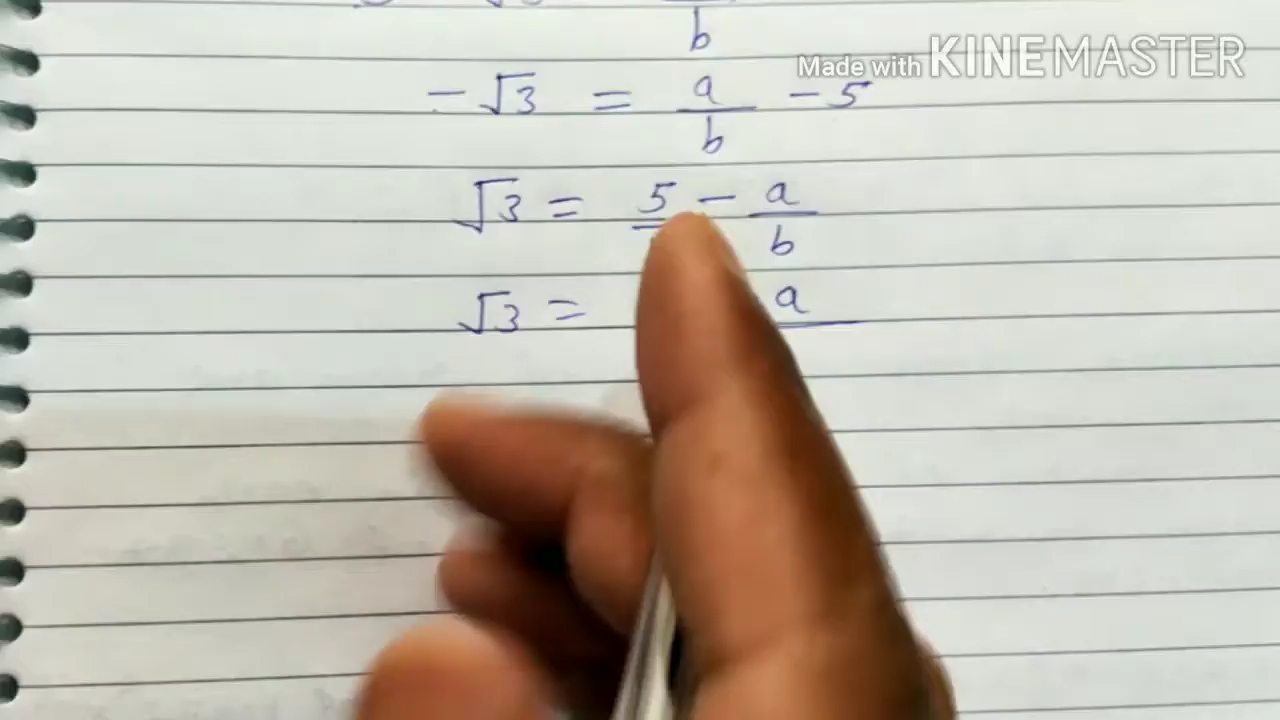 b
Made with KINEMASTER
-√3 = a/b - 5
√3 = 5 - a/b
√3 = a